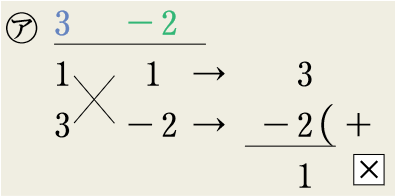 ㋐ 3 －2
1 1 → 3
3 －2 → －2( +
1 ×